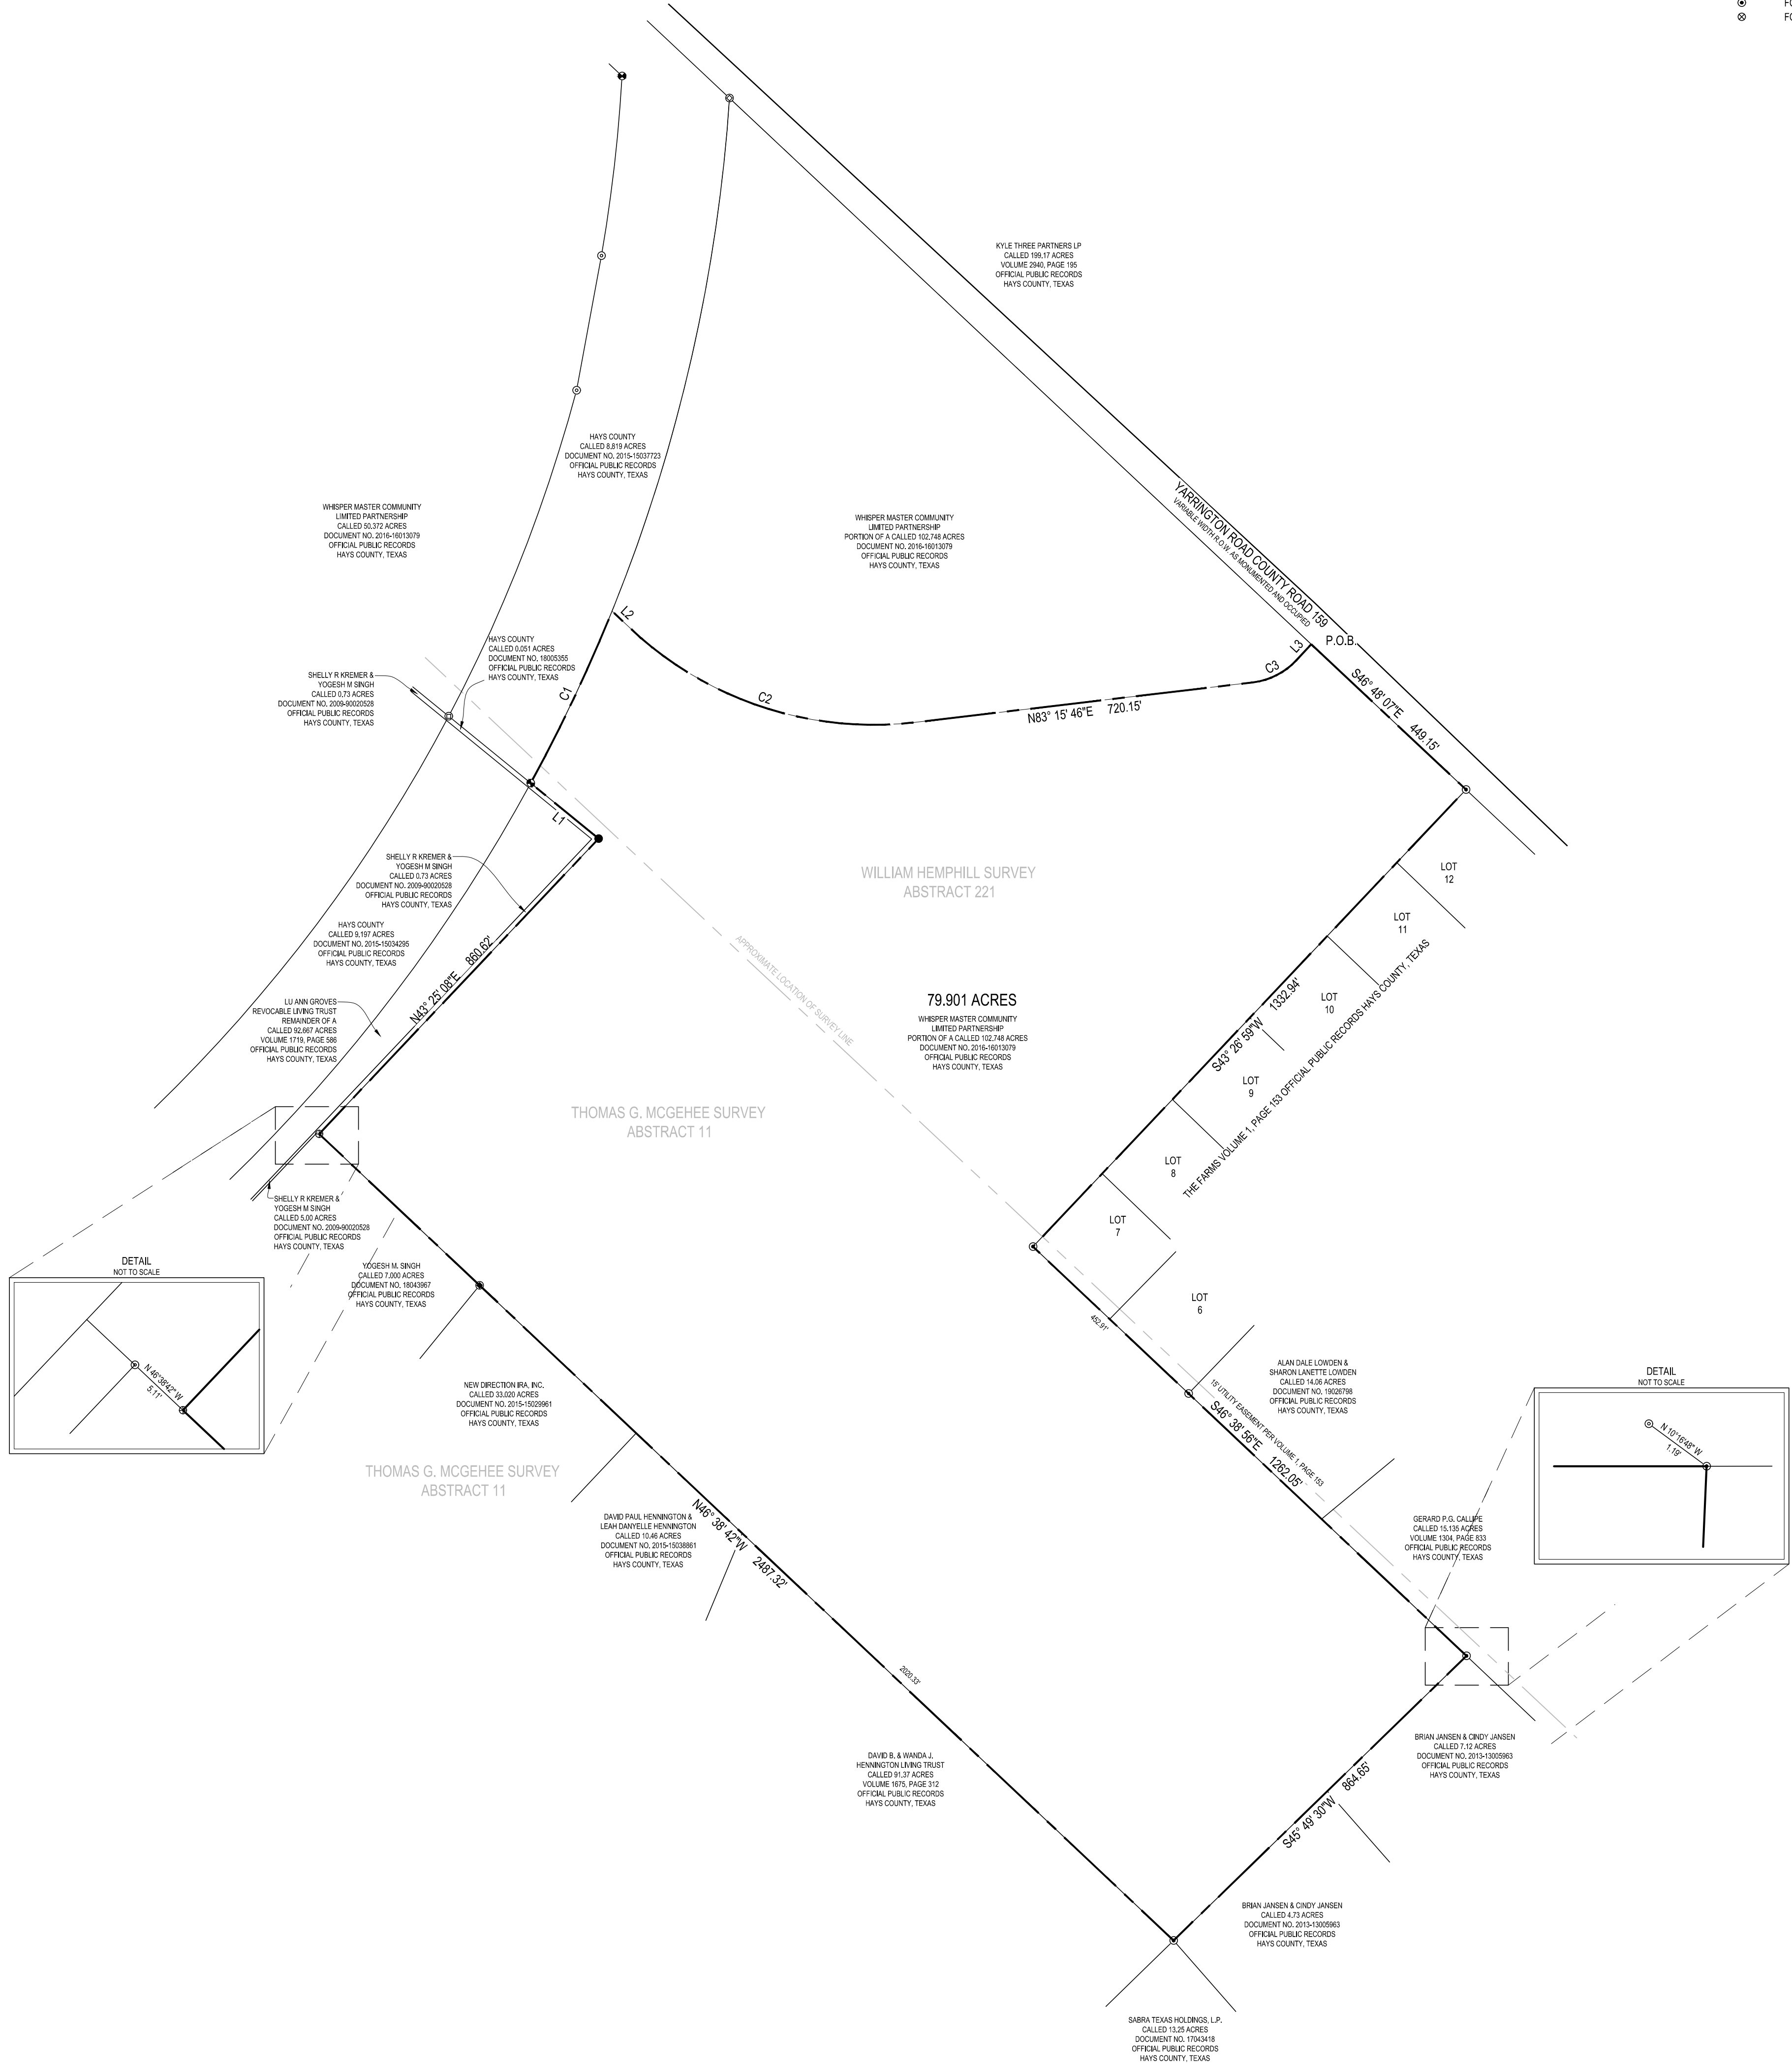 KYLE THREE PARTNERS LP
CALLED 199.17 ACRES
VOLUME 2940, PAGE 195
OFFICIAL PUBLIC RECORDS
HAYS COUNTY, TEXAS
HAYS COUNTY
CALLED 8.819 ACRES
DOCUMENT NO. 2015-15037723
OFFICIAL PUBLIC RECORDS
HAYS COUNTY, TEXAS
WHISPER MASTER COMMUNITY
LIMITED PARTNERSHIP
CALLED 50.372 ACRES
DOCUMENT NO. 2016-16013079
OFFICIAL PUBLIC RECORDS
HAYS COUNTY, TEXAS
WHISPER MASTER COMMUNITY
LIMITED PARTNERSHIP
PORTION OF A CALLED 102.748 ACRES
DOCUMENT NO. 2016-16013079
OFFICIAL PUBLIC RECORDS
HAYS COUNTY, TEXAS
YARRINGTON ROAD COUNTY ROAD 159
VARIABLE WIDTH R.O.W. AS MONUMENTED AND OCCUPIED
P.O.B.
L2
L3
C3
C2
C1
N83° 15' 46"E 720.15'
S46° 48' 07"E 449.15'
HAYS COUNTY
CALLED 0.051 ACRES
DOCUMENT NO. 18005355
OFFICIAL PUBLIC RECORDS
HAYS COUNTY, TEXAS
SHELLY R KREMER &
YOGESH M SINGH
CALLED 0.73 ACRES
DOCUMENT NO. 2009-90020528
OFFICIAL PUBLIC RECORDS
HAYS COUNTY, TEXAS
L1
SHELLY R KREMER &
YOGESH M SINGH
CALLED 0.73 ACRES
DOCUMENT NO. 2009-90020528
OFFICIAL PUBLIC RECORDS
HAYS COUNTY, TEXAS
WILLIAM HEMPHILL SURVEY
ABSTRACT 221
LOT
12
LOT
11
LOT
10
LOT
9
LOT
8
LOT
7
LOT
6
HAYS COUNTY
CALLED 9.197 ACRES
DOCUMENT NO. 2015-15034295
OFFICIAL PUBLIC RECORDS
HAYS COUNTY, TEXAS
N43° 25' 08"E 860.62'
APPROXIMATE LOCATION OF SURVEY LINE
LU ANN GROVES
REVOCABLE LIVING TRUST
REMAINDER OF A
CALLED 92.667 ACRES
VOLUME 1719, PAGE 586
OFFICIAL PUBLIC RECORDS
HAYS COUNTY, TEXAS
79.901 ACRES
WHISPER MASTER COMMUNITY
LIMITED PARTNERSHIP
PORTION OF A CALLED 102.748 ACRES
DOCUMENT NO. 2016-16013079
OFFICIAL PUBLIC RECORDS
HAYS COUNTY, TEXAS
S43° 26' 59"W 1332.94'
THE FARMS VOLUME 1, PAGE 153 OFFICIAL PUBLIC RECORDS HAYS COUNTY, TEXAS
THOMAS G. MCGEHEE SURVEY
ABSTRACT 11
SHELLY R KREMER &
YOGESH M SINGH
CALLED 5.00 ACRES
DOCUMENT NO. 2009-90020528
OFFICIAL PUBLIC RECORDS
HAYS COUNTY, TEXAS
DETAIL
NOT TO SCALE
N 46°38'42" W
5.11'
YOGESH M. SINGH
CALLED 7.000 ACRES
DOCUMENT NO. 18043967
OFFICIAL PUBLIC RECORDS
HAYS COUNTY, TEXAS
452.91'
NEW DIRECTION IRA, INC.
CALLED 33.020 ACRES
DOCUMENT NO. 2015-15029961
OFFICIAL PUBLIC RECORDS
HAYS COUNTY, TEXAS
ALAN DALE LOWDEN &
SHARON LANETTE LOWDEN
CALLED 14.06 ACRES
DOCUMENT NO. 19026798
OFFICIAL PUBLIC RECORDS
HAYS COUNTY, TEXAS
15' UTILITY EASEMENT PER VOLUME 1, PAGE 153
S46° 38' 56"E 1262.05'
DETAIL
NOT TO SCALE
N 10°16'48" W
1.19'
THOMAS G. MCGEHEE SURVEY
ABSTRACT 11
DAVID PAUL HENNINGTON &
LEAH DANYELLE HENNINGTON
CALLED 10.46 ACRES
DOCUMENT NO. 2015-15038861
OFFICIAL PUBLIC RECORDS
HAYS COUNTY, TEXAS
N46° 38' 42"W 2487.32'
2020.33'
GERARD P.G. CALLIPE
CALLED 15.135 ACRES
VOLUME 1304, PAGE 833
OFFICIAL PUBLIC RECORDS
HAYS COUNTY, TEXAS
DAVID B. & WANDA J.
HENNINGTON LIVING TRUST
CALLED 91.37 ACRES
VOLUME 1675, PAGE 312
OFFICIAL PUBLIC RECORDS
HAYS COUNTY, TEXAS
BRIAN JANSEN & CINDY JANSEN
CALLED 7.12 ACRES
DOCUMENT NO. 2013-13005963
OFFICIAL PUBLIC RECORDS
HAYS COUNTY, TEXAS
S45° 49' 30"W 864.65'
BRIAN JANSEN & CINDY JANSEN
CALLED 4.73 ACRES
DOCUMENT NO. 2013-13005963
OFFICIAL PUBLIC RECORDS
HAYS COUNTY, TEXAS
SABRA TEXAS HOLDINGS, L.P.
CALLED 13.25 ACRES
DOCUMENT NO. 17043418
OFFICIAL PUBLIC RECORDS
HAYS COUNTY, TEXAS